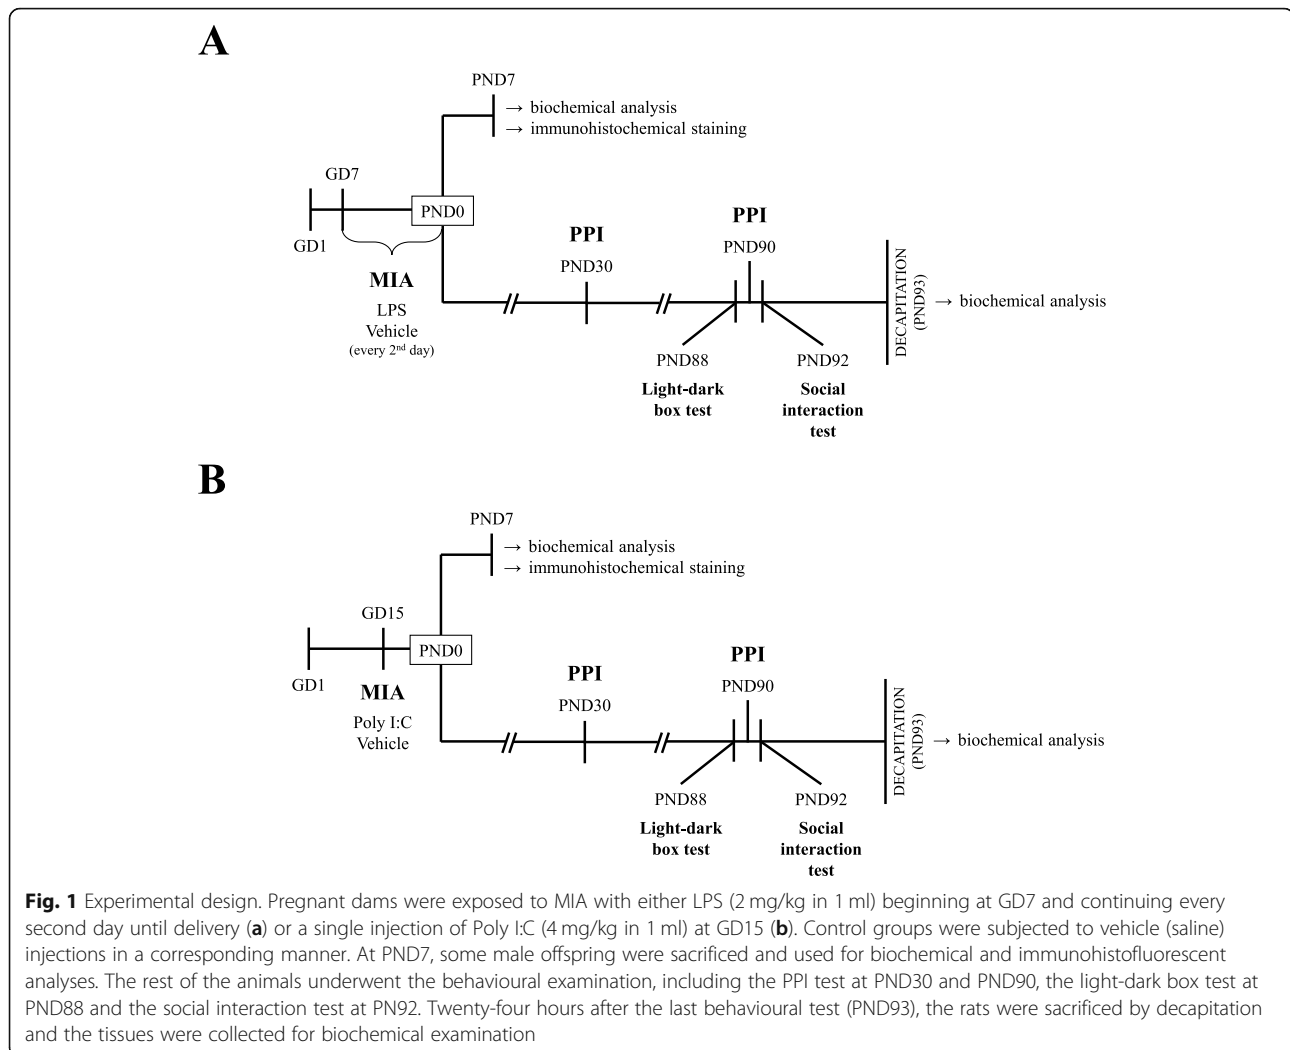 A
PND7
→ biochemical analysis
→ immunohistochemical staining
GD7
PND0
GD1
MIA
LPS
Vehicle
(every 2nd day)
PPI
PND30
PPI
PND90
DECAPITATION
(PND93)
→ biochemical analysis
PND88
Light-dark
box test
PND92
Social
interaction
test
B
PND7
→ biochemical analysis
→ immunohistochemical staining
GD15
PND0
GD1
MIA
Poly I:C
Vehicle
PPI
PND30
PPI
PND90
DECAPITATION
(PND93)
→ biochemical analysis
PND88
Light-dark
box test
PND92
Social
interaction
test
Fig. 1 Experimental design. Pregnant dams were exposed to MIA with either LPS (2 mg/kg in 1 ml) beginning at GD7 and continuing every
second day until delivery (a) or a single injection of Poly I:C (4 mg/kg in 1 ml) at GD15 (b). Control groups were subjected to vehicle (saline)
injections in a corresponding manner. At PND7, some male offspring were sacrificed and used for biochemical and immunohistofluorescent
analyses. The rest of the animals underwent the behavioural examination, including the PPI test at PND30 and PND90, the light-dark box test at
PND88 and the social interaction test at PN92. Twenty-four hours after the last behavioural test (PND93), the rats were sacrificed by decapitation
and the tissues were collected for biochemical examination